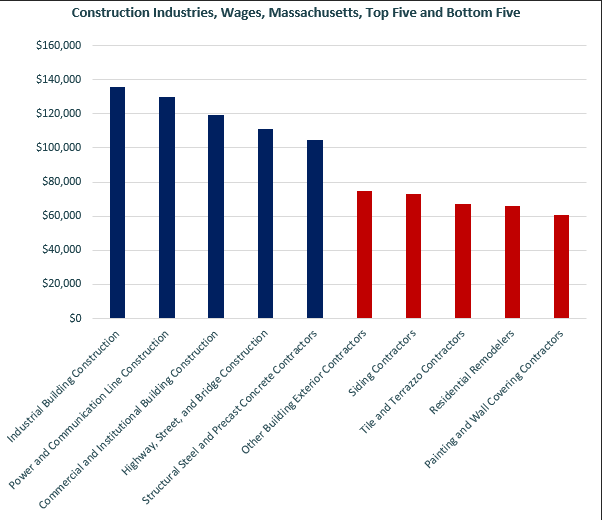 Construction Industries, Wages, Massachusetts, Top Five and Bottom Five
$160,000
$140,000
$120,000
$100,000
$80,000
$60,000
$40,000
$20,000
$0
Industrial Building Construction
Power and Communication Line Construction
Commercial and Institutional Building Construction
Highway, Street, and Bridge Construction
Structural Steel and Precast Concrete Contractors
Other Building Exterior Contractors
Siding Contractors
Tile and Terrazzo Contractors
Residential Remodelers
Painting and Wall Covering Contractors